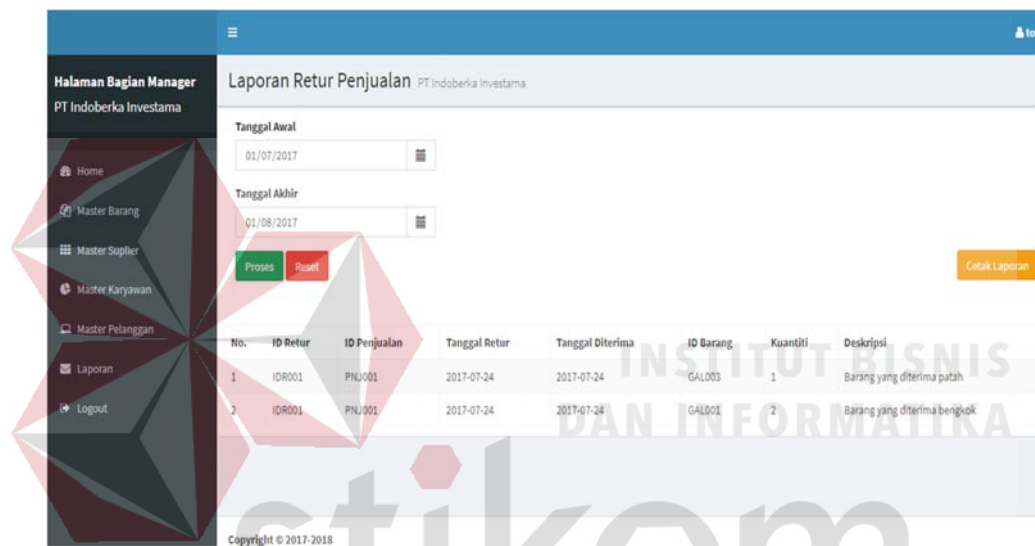 to
Halaman Bagian Manager
PT Indoberka Investama
Home
Master Barang
Master Suplier
Master Karyawan
Master Pelanggan
Laporan
Logout
Laporan Retur Penjualan PT Indoberka Investama
Tanggal Awal
01/07/2017
Tanggal Akhir
01/08/2017
Proses Reset
Cetak Laporan
No. ID Retur ID Penjualan Tanggal Retur Tanggal Diterima ID Barang Kuantiti Deskripsi
1 IDR001 PNJ001 2017-07-24 2017-07-24 GAL003 1 Barang yang diterima patah
2 IDR001 PNJ001 2017-07-24 2017-07-24 GAL001 2 Barang yang diterima bengkok
INSTITUT BISNIS
DAN INFORMATIKA
stikom
Copyright © 2017-2018